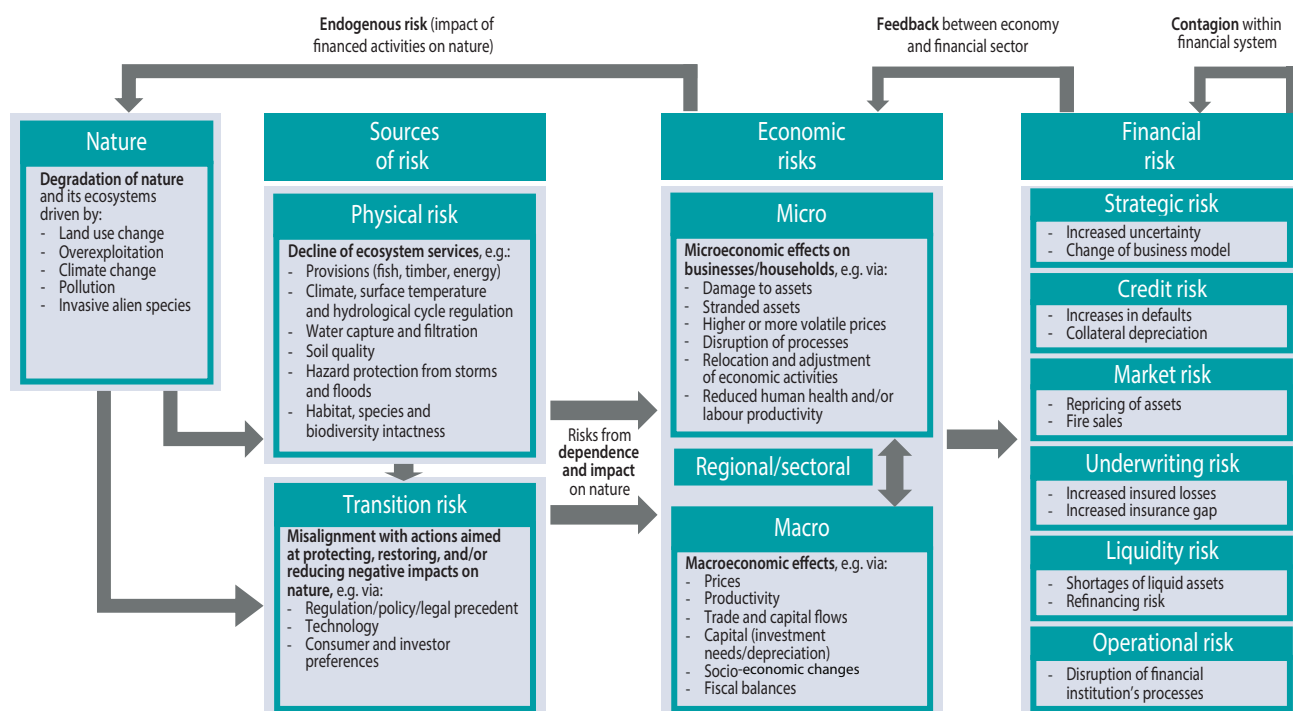 Endogenous risk (impact of
financed activities on nature)
Feedback between economy
and financial sector
Contagion within
financial system
Nature
Degradation of nature
and its ecosystems
driven by:
- Land use change
- Overexploitation
- Climate change
- Pollution
- Invasive alien species
Sources
of risk
Physical risk
Decline of ecosystem services, e.g.:
- Provisions (fish, timber, energy)
- Climate, surface temperature
and hydrological cycle regulation
- Water capture and filtration
- Soil quality
- Hazard protection from storms
and floods
- Habitat, species and
biodiversity intactness
Transition risk
Misalignment with actions aimed
at protecting, restoring, and/or
reducing negative impacts on
nature, e.g. via:
- Regulation/policy/legal precedent
- Technology
- Consumer and investor
preferences
Risks from
dependence
and impact
on nature
Economic
risks
Micro
Microeconomic effects on
businesses/households, e.g. via:
- Damage to assets
- Stranded assets
- Higher or more volatile prices
- Disruption of processes
- Relocation and adjustment
of economic activities
- Reduced human health and/or
labour productivity
Regional/sectoral
Macro
Macroeconomic effects, e.g. via:
- Prices
- Productivity
- Trade and capital flows
- Capital (investment
needs/depreciation)
- Socio-economic changes
- Fiscal balances
Financial
risk
Strategic risk
- Increased uncertainty
- Change of business model
Credit risk
- Increases in defaults
- Collateral depreciation
Market risk
- Repricing of assets
- Fire sales
Underwriting risk
- Increased insured losses
- Increased insurance gap
Liquidity risk
- Shortages of liquid assets
- Refinancing risk
Operational risk
- Disruption of financial
institution's processes